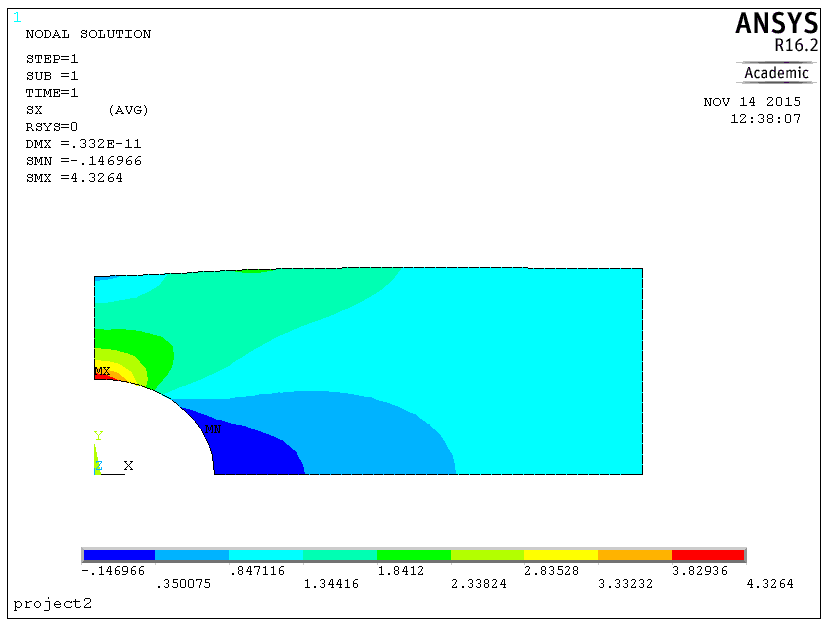 1
NODAL SOLUTION
STEP=1
SUB =1
TIME=1
SX (AVG)
RSYS=0
DMX =.332E-11
SMN =-.146966
SMX =4.3264
ANSYS
R16.2
Academic
NOV 14 2015
12:38:07
MX
MN
Y
Z X
-.146966 .847116 1.8412 2.83528 3.82936
.350075 1.34416 2.33824 3.33232 4.3264
project2